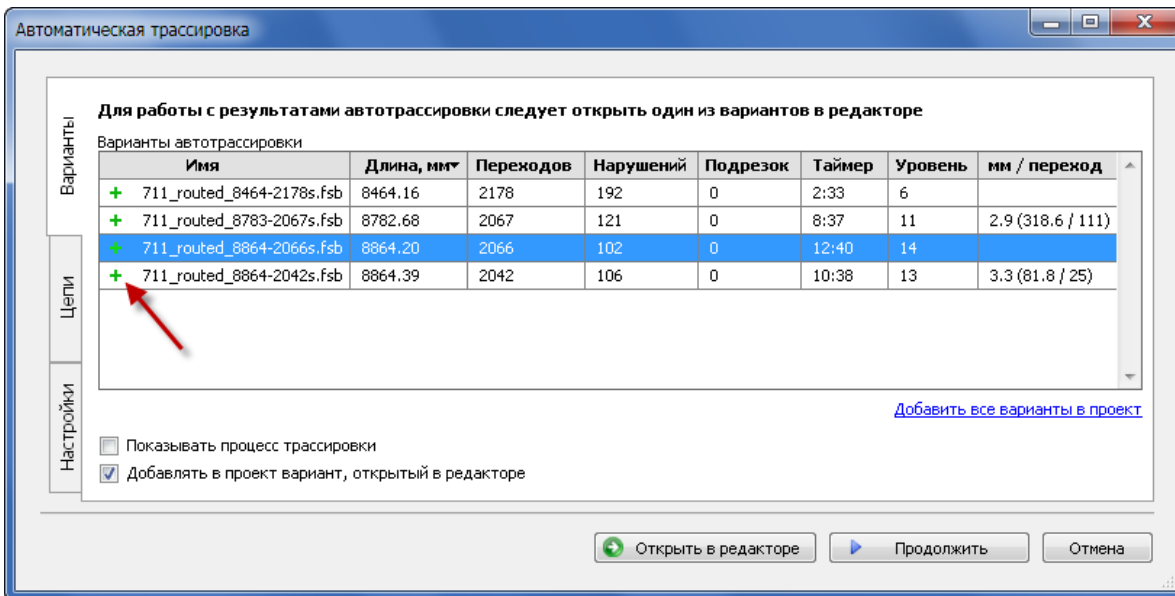 Автоматическая трассировка
Варианты
Цепи
Настройки
Для работы с результатами автотрассировки следует открыть один из вариантов в редакторе
Варианты автотрассировки
Имя Длина, мм Переходов Нарушений Подрезок Таймер Уровень мм / переход
711_routed_8464-2178s.fsb 8464.16 2178 192 0 2:33 6
711_routed_8783-2067s.fsb 8782.68 2067 121 0 8:37 11 2.9 (318.6 / 111)
711_routed_8864-2066s.fsb 8864.20 2066 102 0 12:40 14
711_routed_8864-2042s.fsb 8864.39 2042 106 0 10:38 13 3.3 (81.8 / 25)
Добавить все варианты в проект
Показывать процесс трассировки
Добавлять в проект вариант, открытый в редакторе
Открыть в редакторе Продолжить Отмена